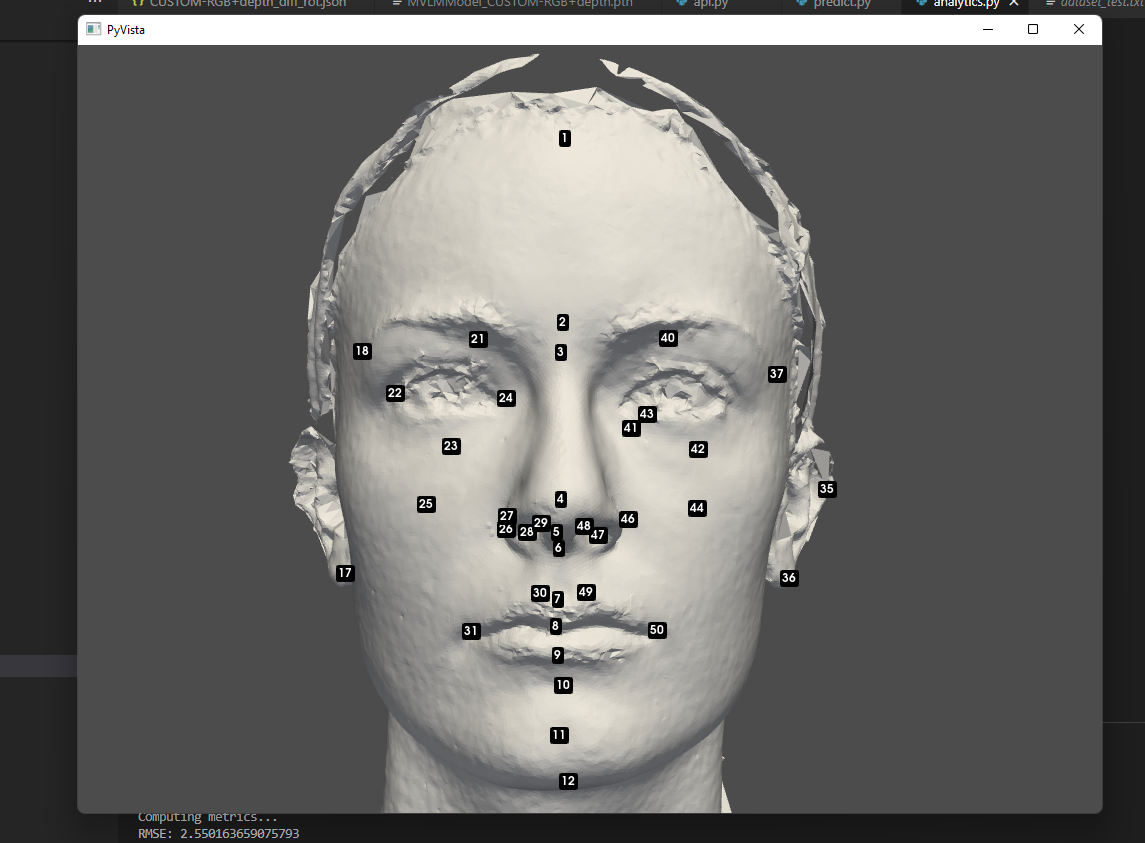 ... CUSTOM-RGB+depth_diff_rot.json MVLMModel_CUSTOM-RGB+depth.pth api.py predict.py analytics.py × dataset_test.txt
PyVista
1
2
21 40
18 3
37
22 24
43
41
23 42
35
4
25 44
27 46
26 28 29 5 48 47
6
17 36
30 7 49
31 8 50
9
10
11
12
Computing metrics...
RMSE: 2.550163659075793